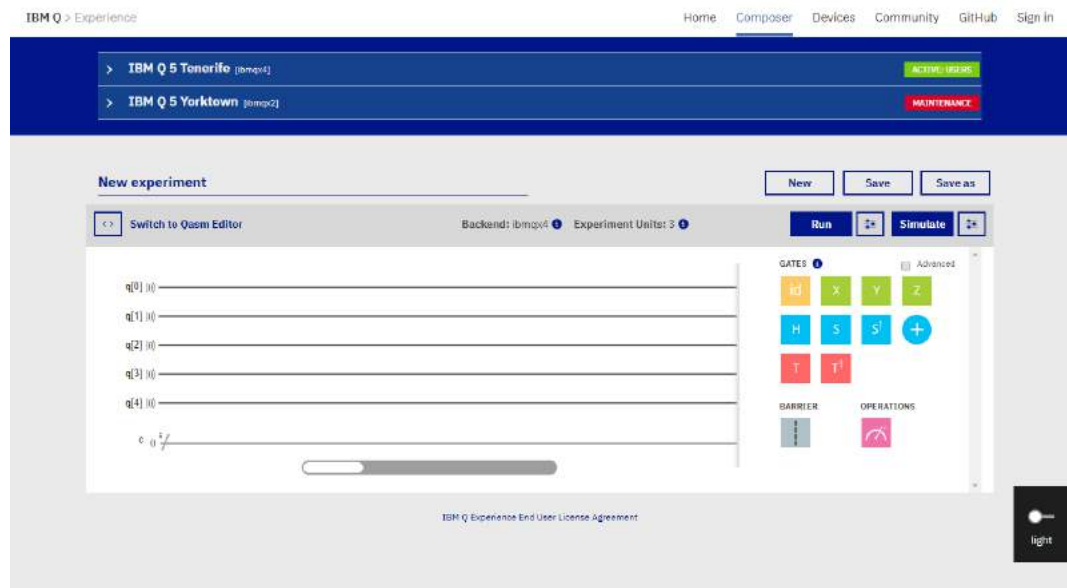 IBM Q > Experience Home Composer Devices Community GitHub Sign in
> IBM Q 5 Tenerife [ibmqx4] ACTIVE: USERS
> IBM Q 5 Yorktown [ibmqx2] MAINTENANCE
New experiment New Save Save as
<> Switch to Qasm Editor Backend: ibmqx4 Experiment Units: 3 Run Simulate
GATES Advanced
q[0] |0⟩ id X Y Z
q[1] |0⟩ H S S† +
q[2] |0⟩
q[3] |0⟩ T T†
q[4] |0⟩ BARRIER OPERATIONS
c 0
IBM Q Experience End User License Agreement
light